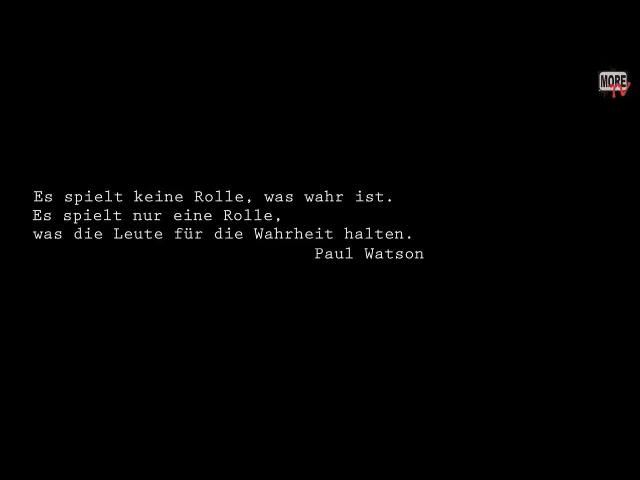 MORE
TV
Es spielt keine Rolle, was wahr ist.
Es spielt nur eine Rolle,
was die Leute für die Wahrheit halten.
Paul Watson